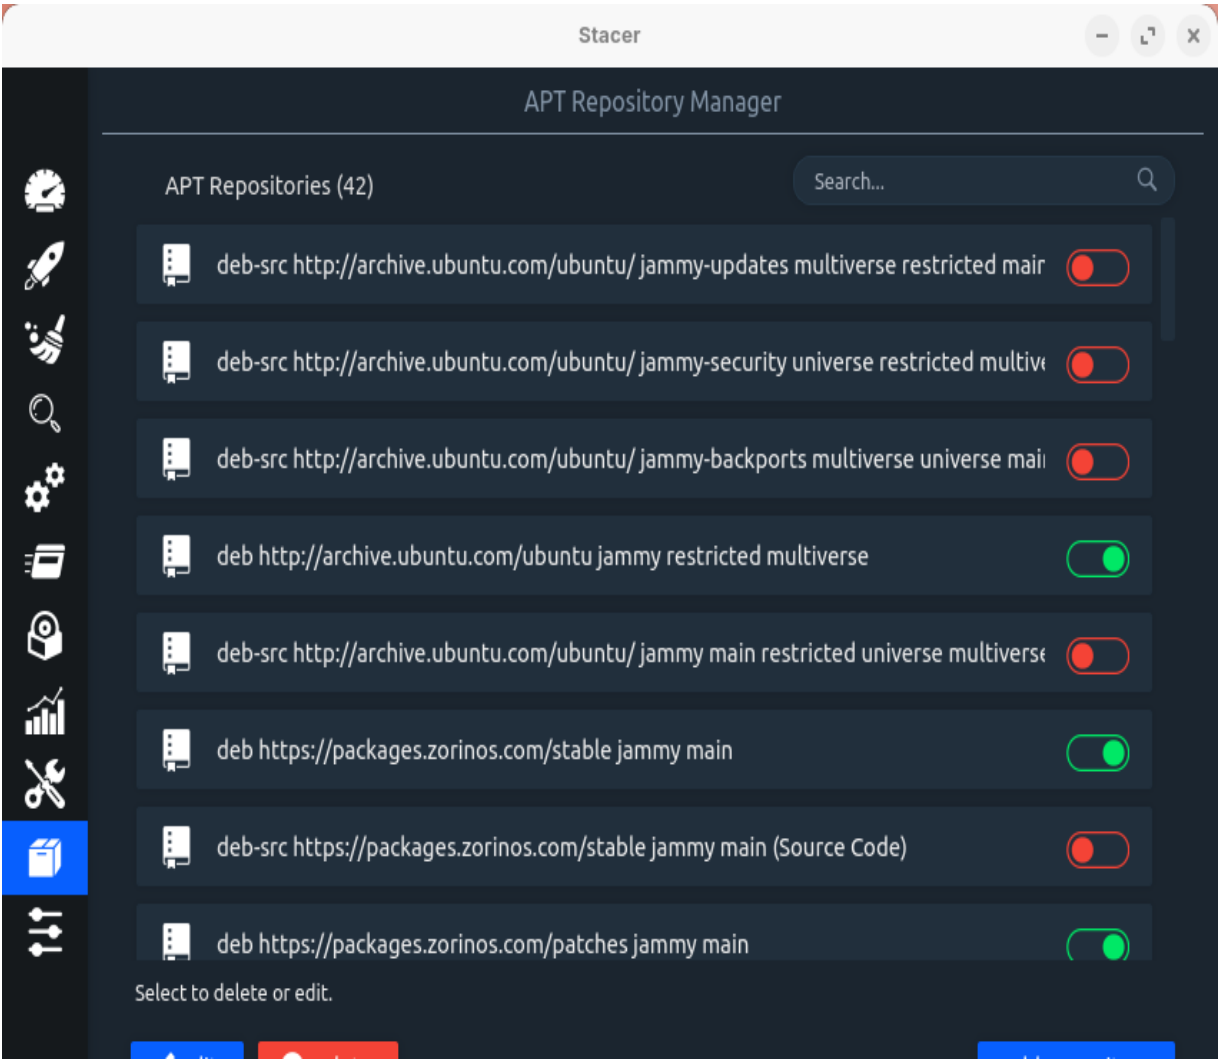 Stacer
APT Repository Manager
APT Repositories (42)
Search...
deb-src http://archive.ubuntu.com/ubuntu/ jammy-updates multiverse restricted main
deb-src http://archive.ubuntu.com/ubuntu/ jammy-security universe restricted multive
deb-src http://archive.ubuntu.com/ubuntu/ jammy-backports multiverse universe mai
deb http://archive.ubuntu.com/ubuntu jammy restricted multiverse
deb-src http://archive.ubuntu.com/ubuntu/ jammy main restricted universe multiverse
deb https://packages.zorinos.com/stable jammy main
deb-src https://packages.zorinos.com/stable jammy main (Source Code)
deb https://packages.zorinos.com/patches jammy main
Select to delete or edit.